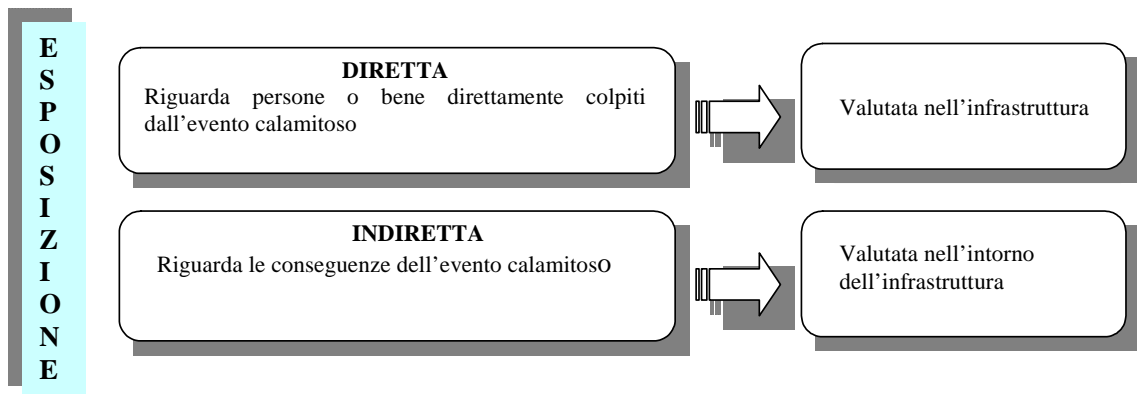 ESPOSIZIONE
DIRETTA
Riguarda persone o bene direttamente colpiti
dall'evento calamitoso
Valutata nell'infrastruttura
INDIRETTA
Riguarda le conseguenze dell'evento calamitoso
Valutata nell'intorno
dell'infrastruttura